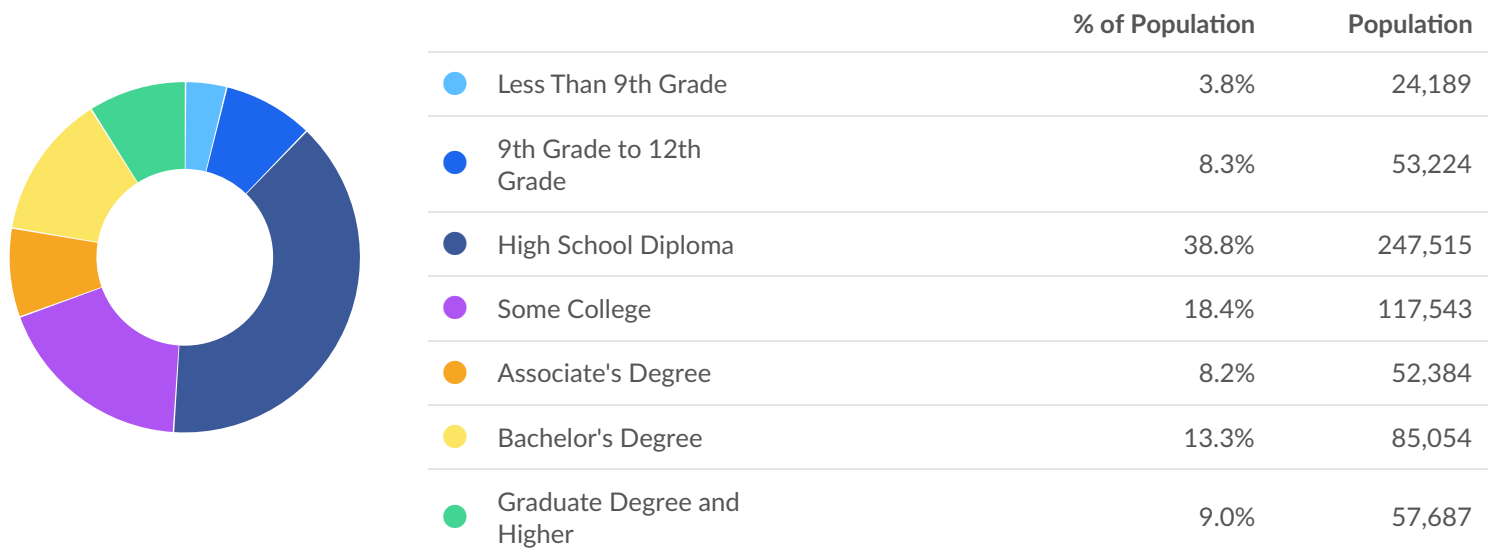 % of Population Population
Less Than 9th Grade 3.8% 24,189
9th Grade to 12th
Grade 8.3% 53,224
High School Diploma 38.8% 247,515
Some College 18.4% 117,543
Associate's Degree 8.2% 52,384
Bachelor's Degree 13.3% 85,054
Graduate Degree and
Higher 9.0% 57,687